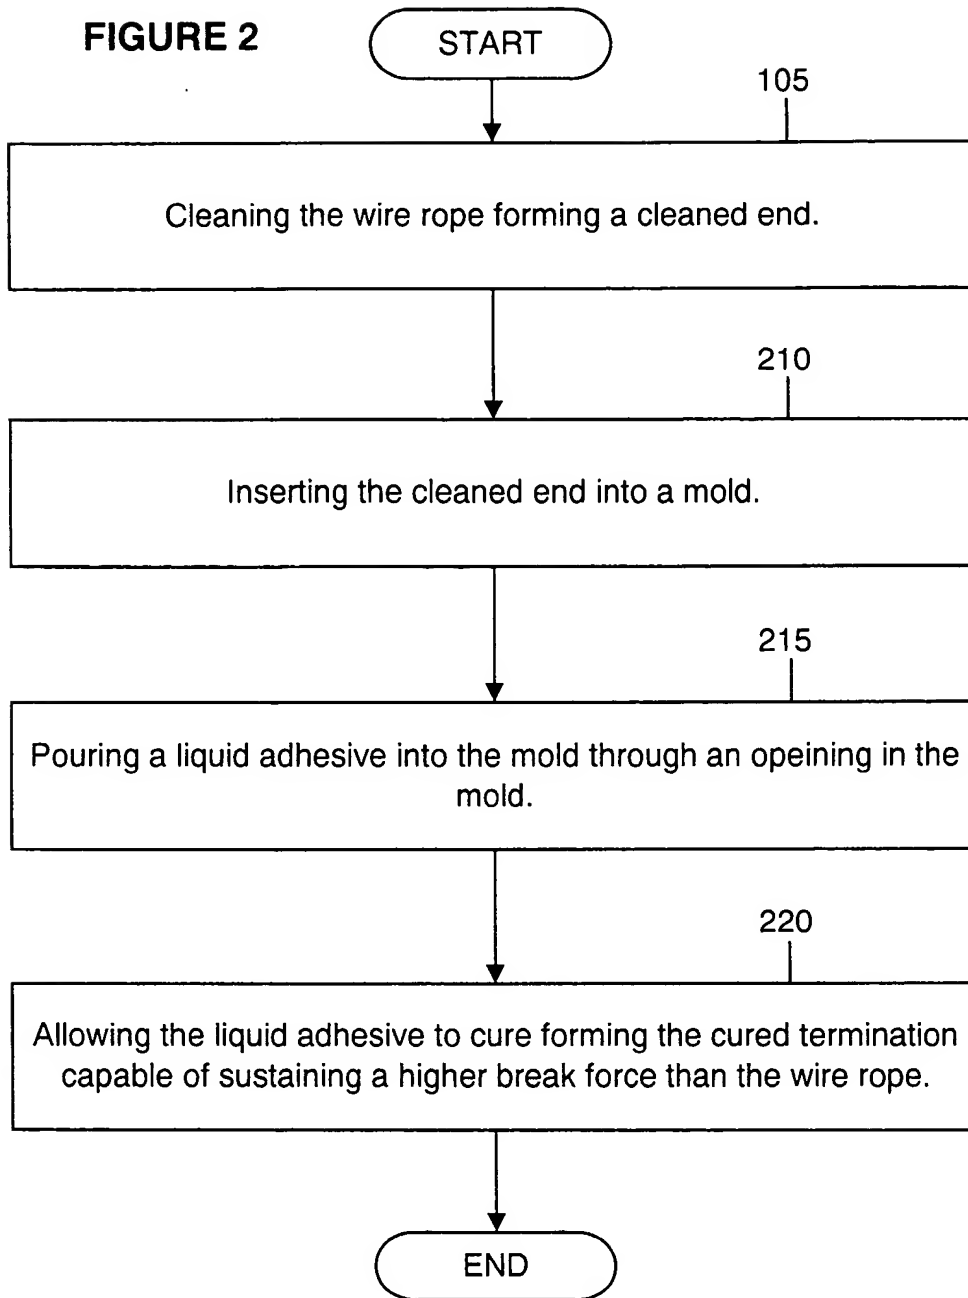 FIGURE 2
START
105
Cleaning the wire rope forming a cleaned end.
210
Inserting the cleaned end into a mold.
215
Pouring a liquid adhesive into the mold through an opeining in the
mold.
220
Allowing the liquid adhesive to cure forming the cured termination
capable of sustaining a higher break force than the wire rope.
END